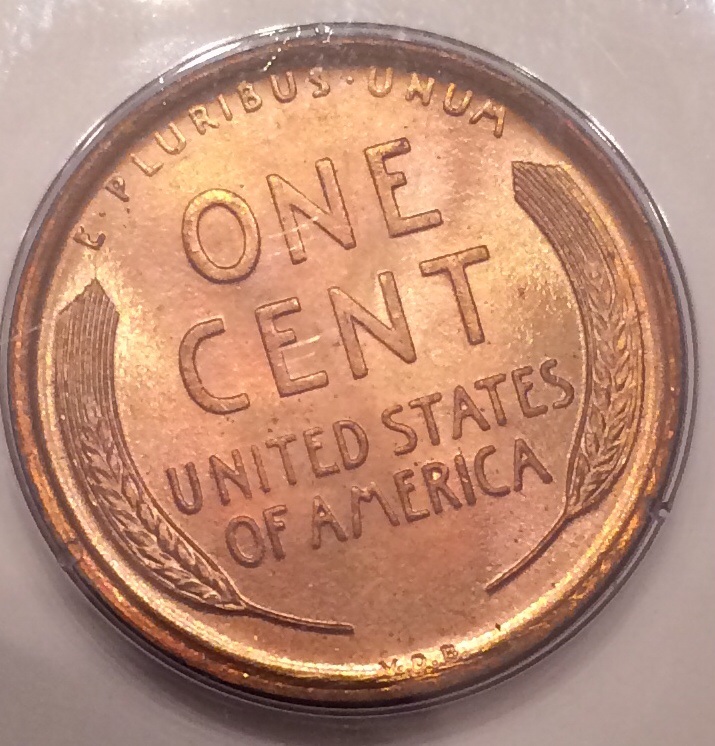 E · PLURIBUS · UNUM
ONE
CENT
UNITED STATES
OF AMERICA
V.D.B.